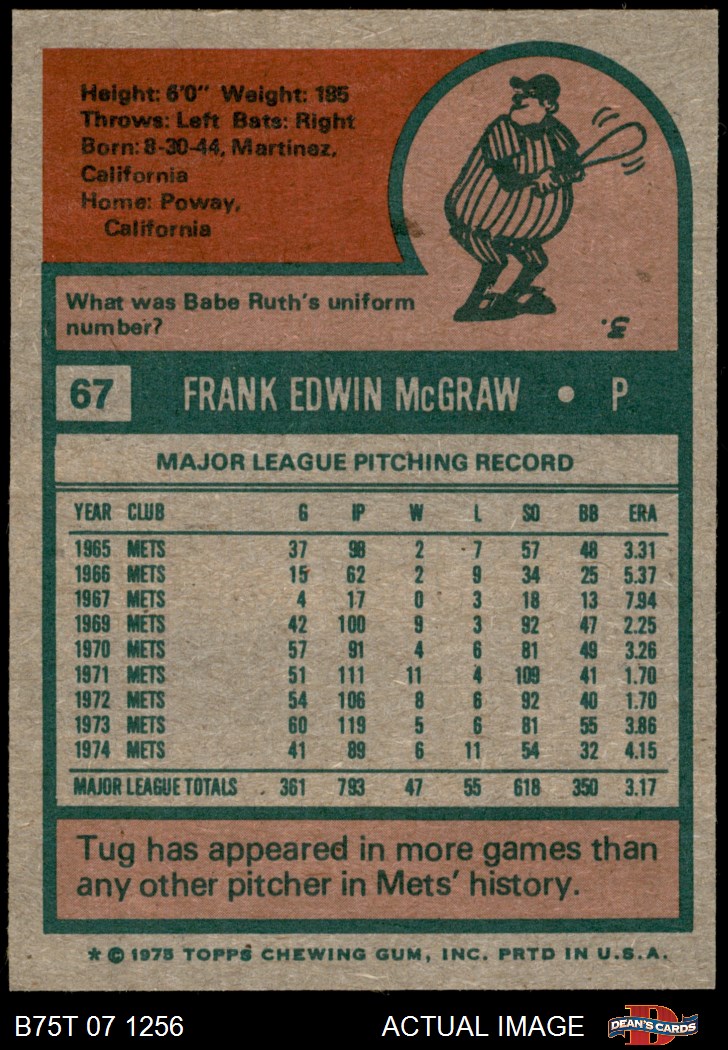 Height: 6'0" Weight: 185
Throws: Left Bats: Right
Born: 8-30-44, Martinez,
California
Home: Poway,
California
What was Babe Ruth's uniform
number?
.3
67 FRANK EDWIN McGRAW • P
MAJOR LEAGUE PITCHING RECORD
YEAR CLUB G IP W L SO BB ERA
1965 METS 37 98 2 7 57 48 3.31
1966 METS 15 62 2 9 34 25 5.37
1967 METS 4 17 0 3 18 13 7.94
1969 METS 42 100 9 3 92 47 2.25
1970 METS 57 91 4 6 81 49 3.26
1971 METS 51 111 11 4 109 41 1.70
1972 METS 54 106 8 6 92 40 1.70
1973 METS 60 119 5 6 81 55 3.86
1974 METS 41 89 6 11 54 32 4.15
MAJOR LEAGUE TOTALS 361 793 47 55 618 350 3.17
Tug has appeared in more games than
any other pitcher in Mets' history.
* © 1975 TOPPS CHEWING GUM, INC. PRTD IN U.S.A.
B75T 07 1256 ACTUAL IMAGE D DEAN'S CARDS